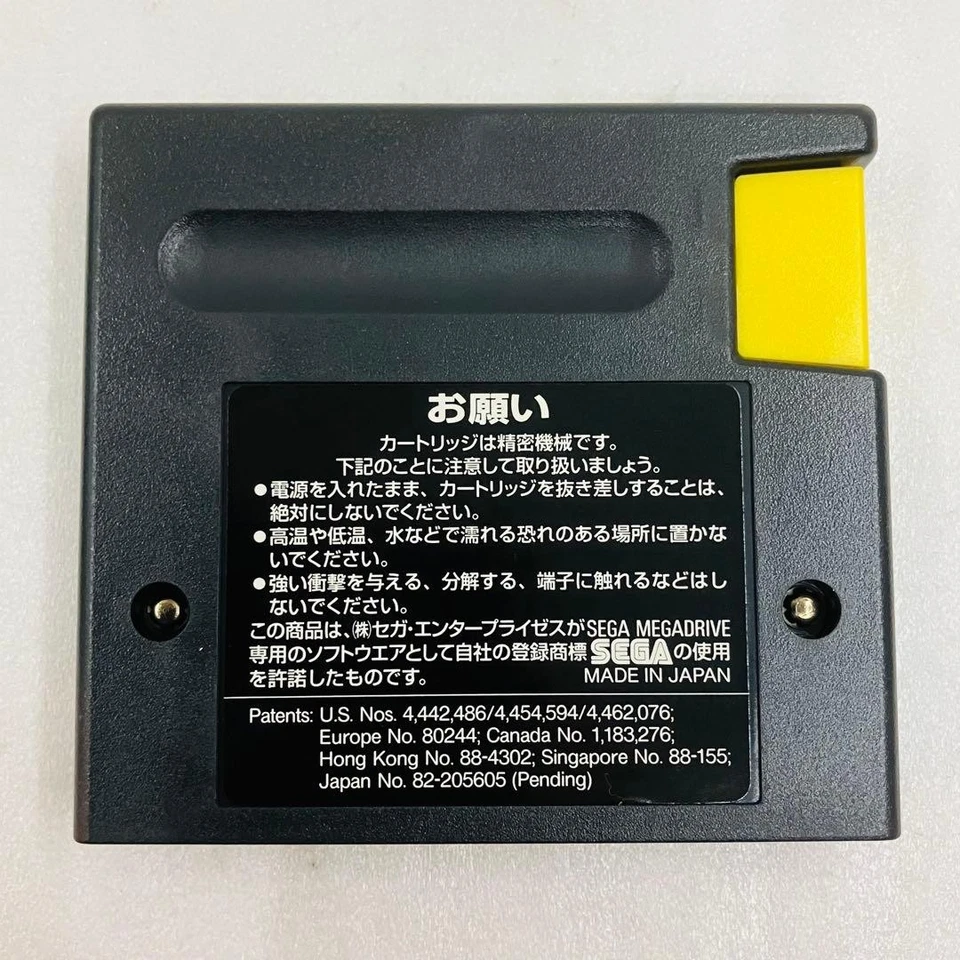 お願い
カートリッジは精密機械です。
下記のことに注意して取り扱いましょう。
●電源を入れたまま、カートリッジを抜き差しすることは、
絶対にしないでください。
●高温や低温、水などで濡れる恐れのある場所に置かな
いでください。
●強い衝撃を与える、分解する、端子に触れるなどはし
ないでください。
この商品は、㈱セガ・エンタープライゼスがSEGA MEGADRIVE
専用のソフトウエアとして自社の登録商標 SEGA の使用
を許諾したものです。 MADE IN JAPAN
Patents: U.S. Nos. 4,442,486/4,454,594/4,462,076;
Europe No. 80244; Canada No. 1,183,276;
Hong Kong No. 88-4302; Singapore No. 88-155;
Japan No. 82-205605 (Pending)